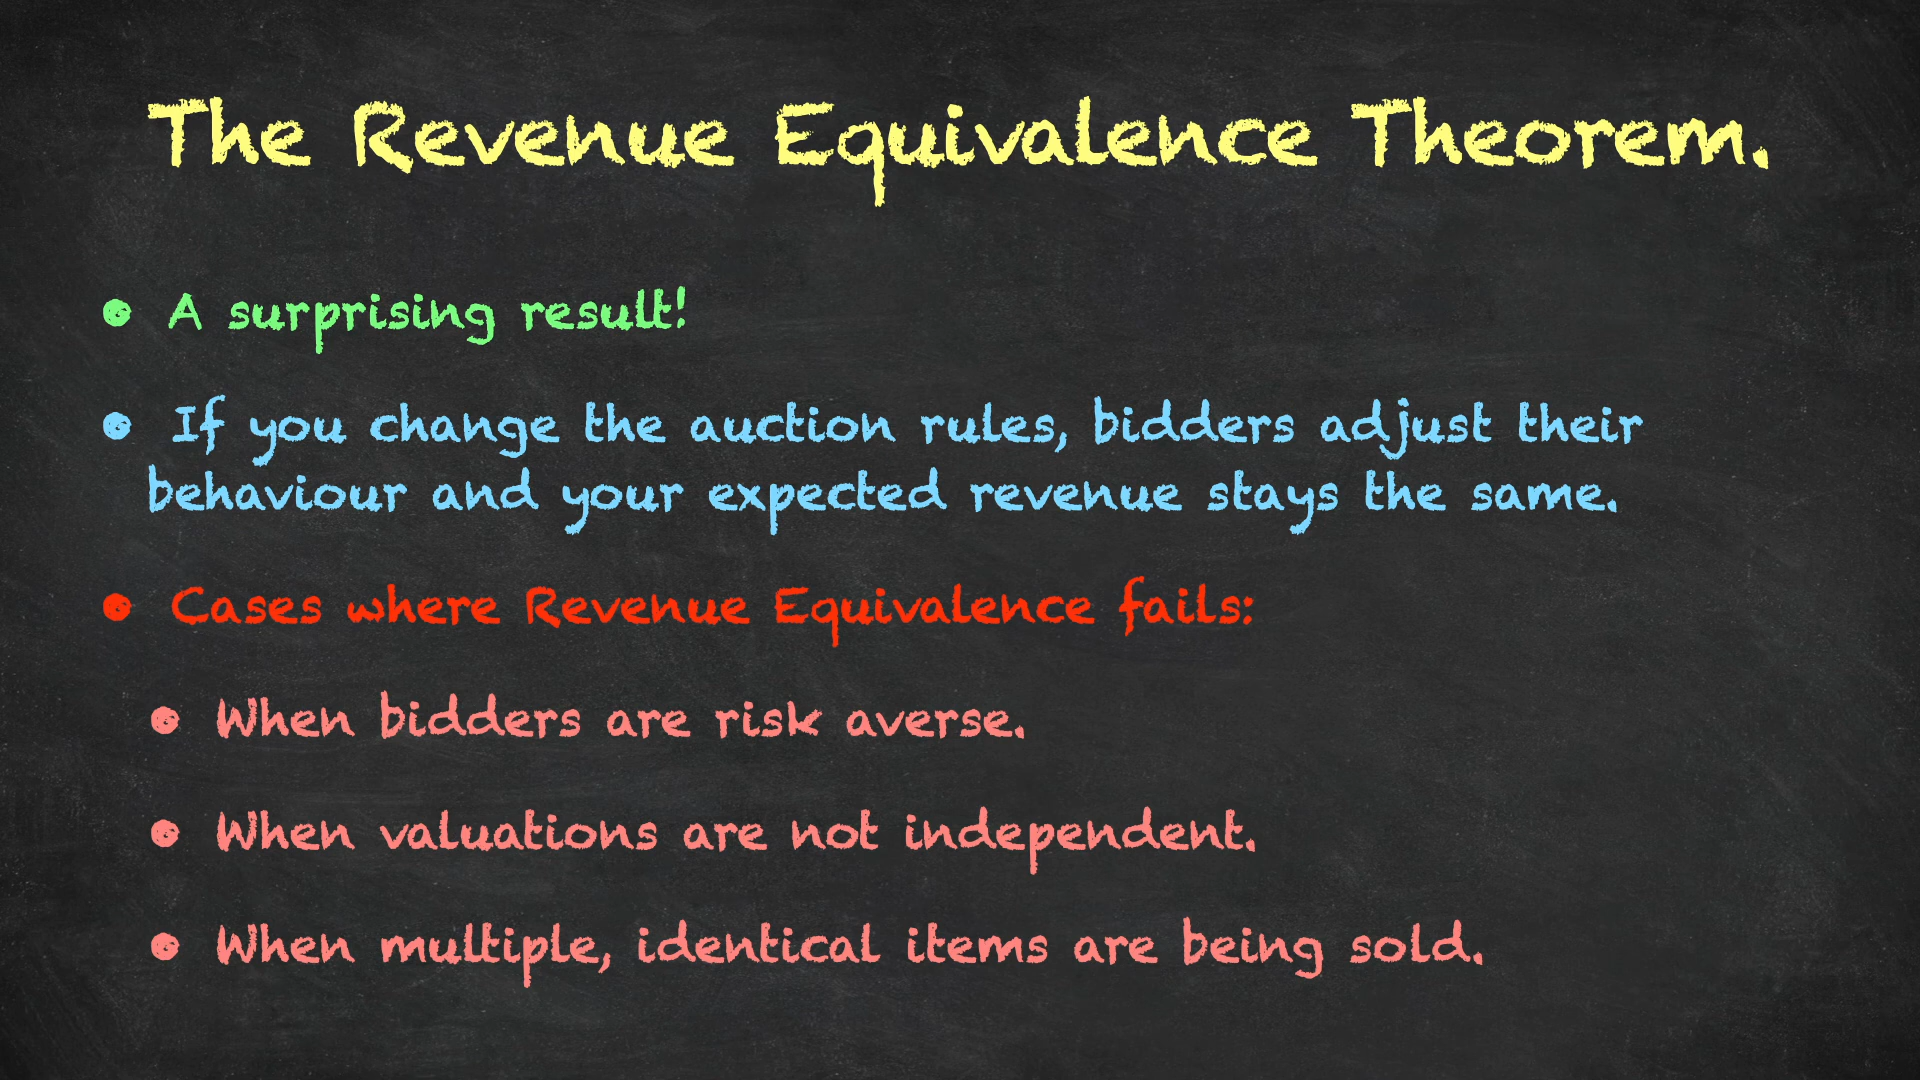 The Revenue Equivalence Theorem.
• A surprising result!
• If you change the auction rules, bidders adjust their
behaviour and your expected revenue stays the same.
• Cases where Revenue Equivalence fails:
• When bidders are risk averse.
• When valuations are not independent.
• When multiple, identical items are being sold.